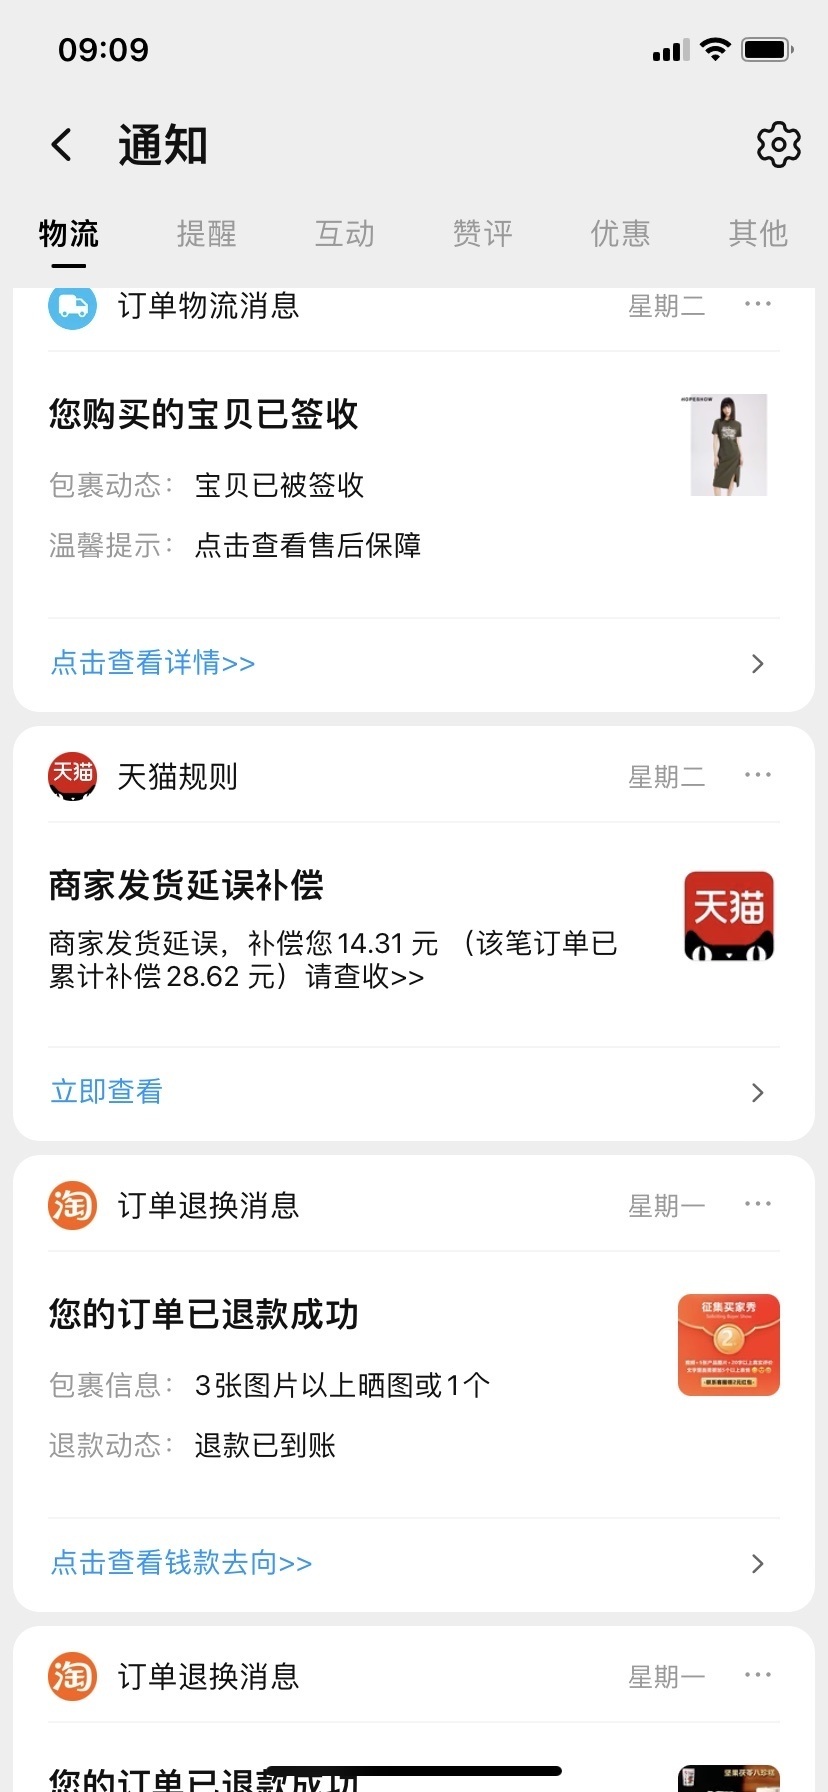 09:09
通知
物流 提醒 互动 赞评 优惠 其他
订单物流消息 星期二
您购买的宝贝已签收
HOPESHOW
包裹动态: 宝贝已被签收
温馨提示: 点击查看售后保障
点击查看详情>>
天猫 天猫规则 星期二
商家发货延误补偿
天猫
商家发货延误，补偿您14.31 元 （该笔订单已
累计补偿28.62 元）请查收>>
立即查看
淘 订单退换消息 星期一
您的订单已退款成功
征集买家秀
2
包裹信息: 3张图片以上晒图或1个
退款动态: 退款已到账
点击查看钱款去向>>
淘 订单退换消息 星期一
您的订单已退款成功
坚果茯苓八珍糕